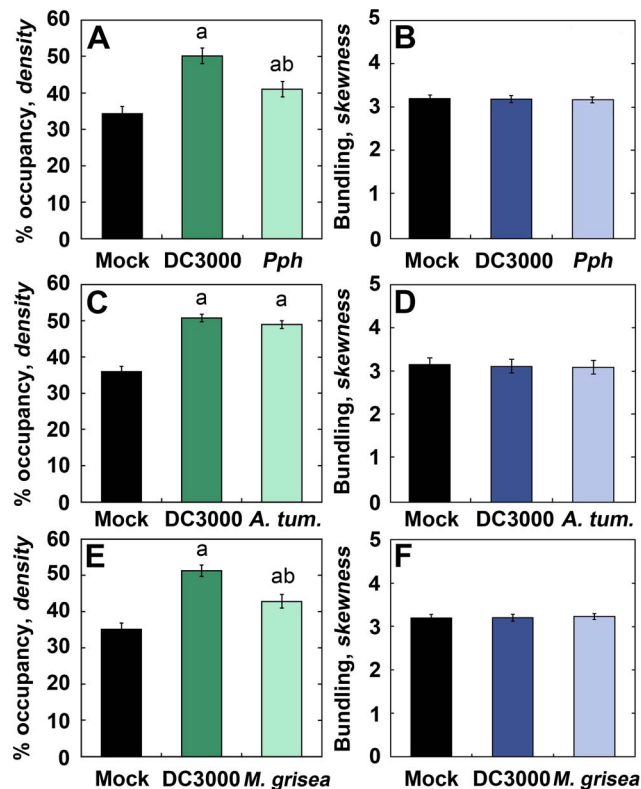 A
% occupancy, density
60
50
40
30
20
10
0
a
ab
Mock DC3000 Pph
B
Bundling, skewness
5
4
3
2
1
0
Mock DC3000 Pph
C
% occupancy, density
60
50
40
30
20
10
0
a
a
Mock DC3000 A. tum.
D
Bundling, skewness
5
4
3
2
1
0
Mock DC3000 A. tum.
E
% occupancy, density
60
50
40
30
20
10
0
a
ab
Mock DC3000 M. grisea
F
Bundling, skewness
5
4
3
2
1
0
Mock DC3000 M. grisea